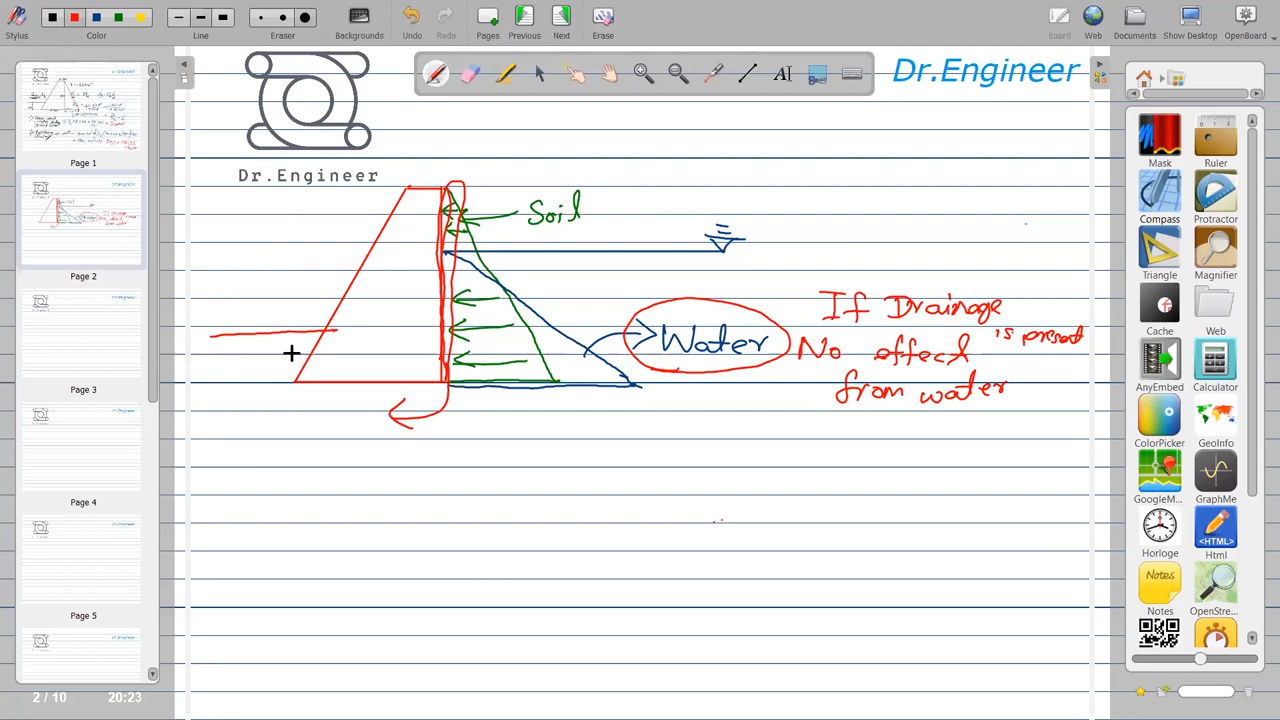 Stylus
Color
Line
Eraser
Backgrounds
Undo
Redo
Pages
Previous
Next
Erase
Board
Web
Documents
Show Desktop
OpenBoard
Dr.Engineer
Dr.Engineer
Page 1
Page 2
Page 3
Page 4
Page 5
2 / 10
20:23
Soil
Water
If Drainage
is present
No effect
from water
Mask
Ruler
Compass
Protractor
Triangle
Magnifier
Cache
Web
AnyEmbed
Calculator
ColorPicker
GeoInfo
GoogleM...
GraphMe
Horloge
<HTML>
Html
Notes
Notes
OpenStre...